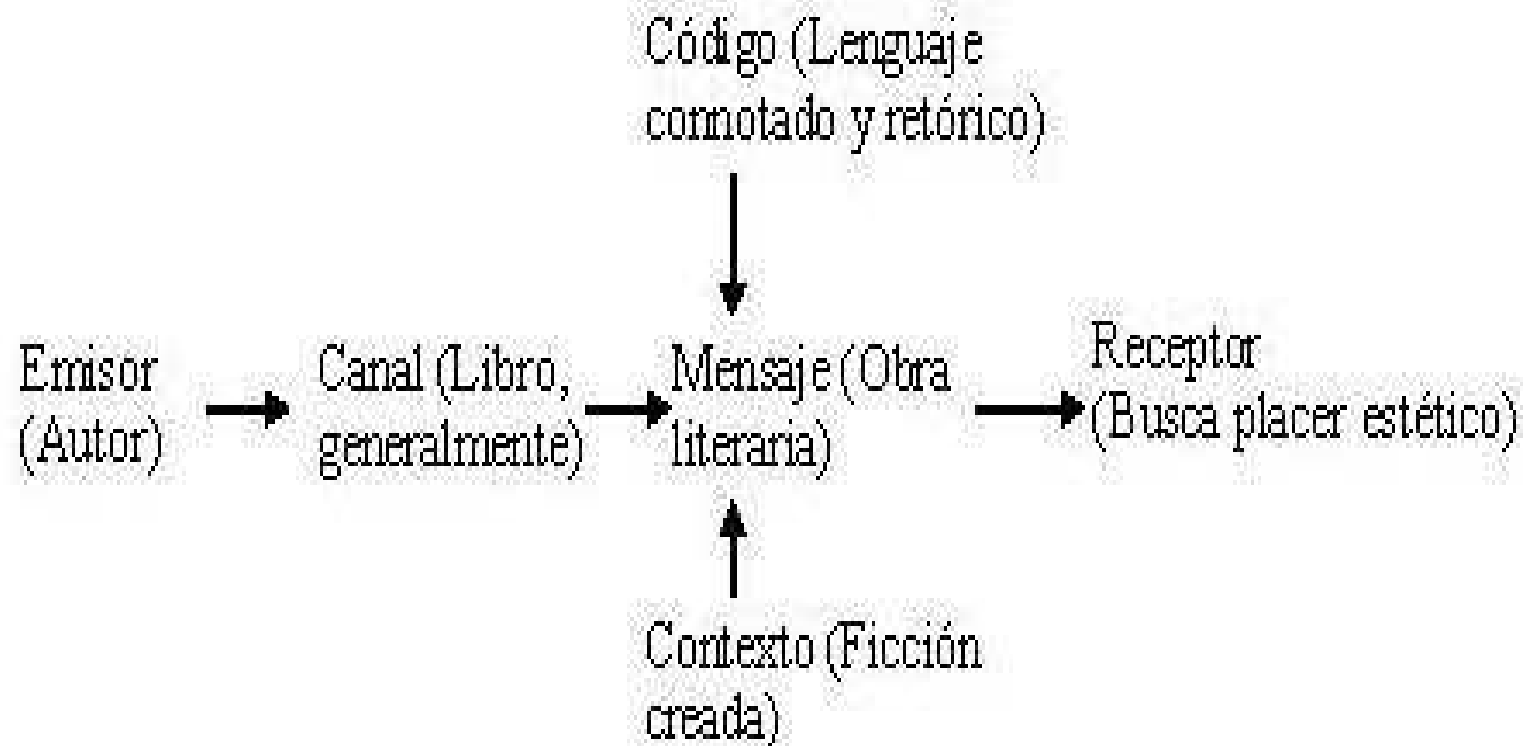 Código (Lenguaje
connotado y retórico)
Emisor
(Autor)
Canal (Libro,
generalmente)
Mensaje (Obra
literaria)
Receptor
(Busca placer estético)
Contexto (Ficción
creada)